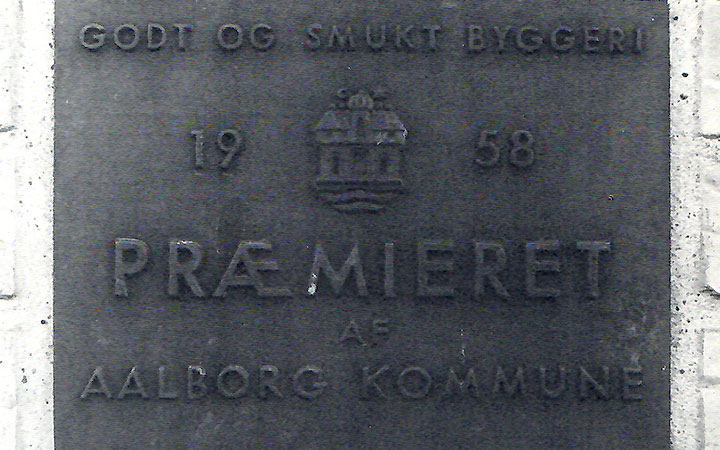 GODT OG SMUKT BYGGERI
19 58
PRÆMIERET
AF
AALBORG KOMMUNE